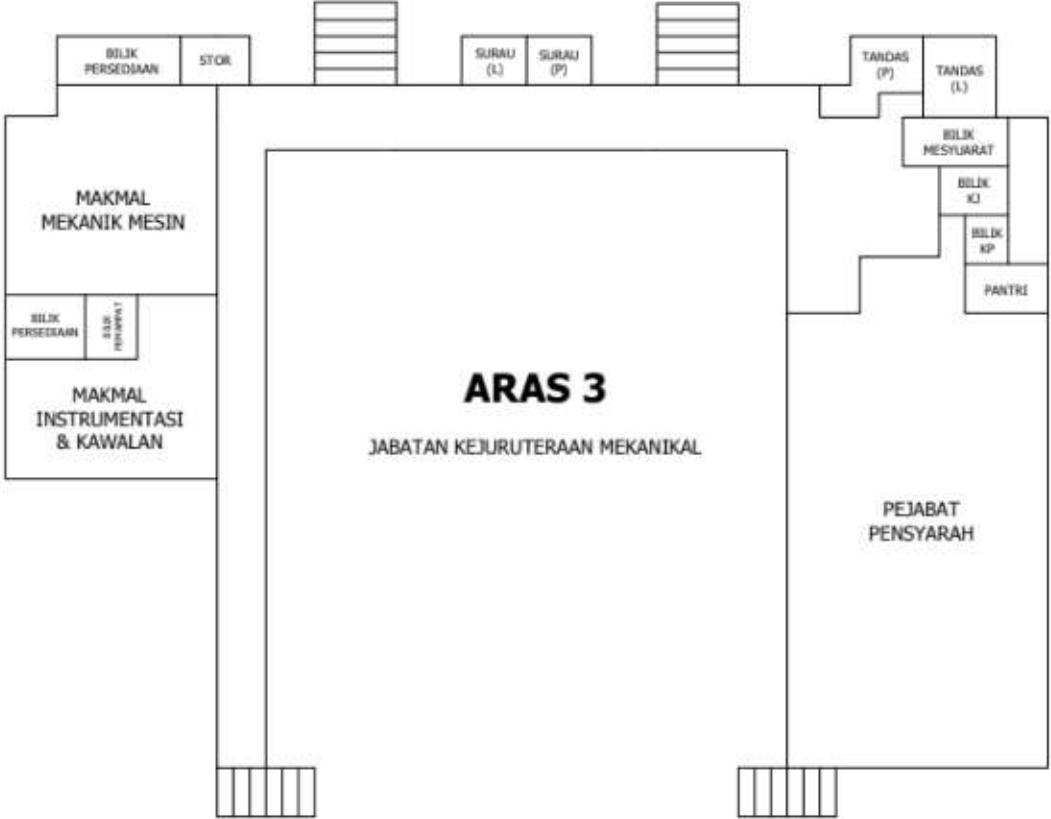 BILIK
PERSEDIAAN
STOR
SURAU
(L)
SURAU
(P)
TANDAS
(P)
TANDAS
(L)
BILIK
MESYUARAT
BILIK
KJ
BILIK
KP
PANTRI
MAKMAL
MEKANIK MESIN
BILIK
PERSEDIAAN
BILIK
MAKMAL
INSTRUMENTASI
& KAWALAN
ARAS 3
JABATAN KEJURUTERAAN MEKANIKAL
PEJABAT
PENSYARAH